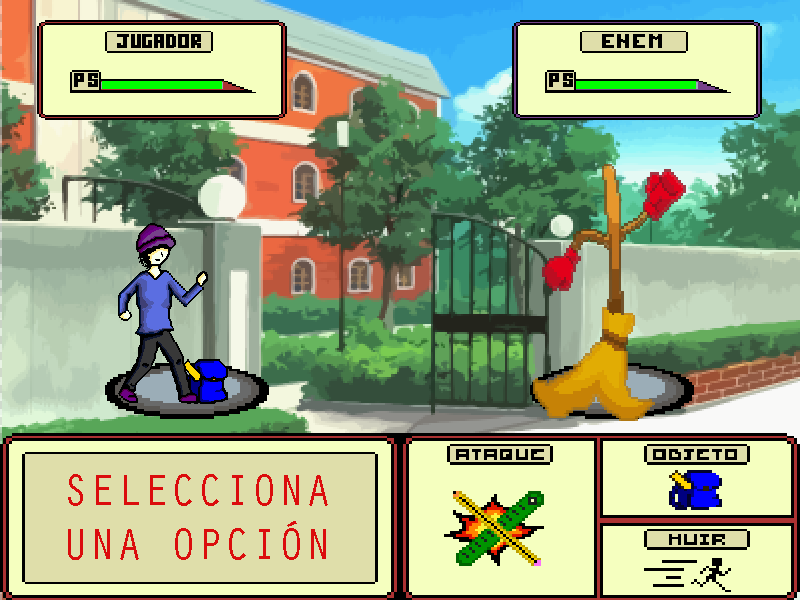 JUGADOR
PS
ENEM
PS
SELECCIONA
UNA OPCIÓN
ATAQUE
OBJETO
HUIR